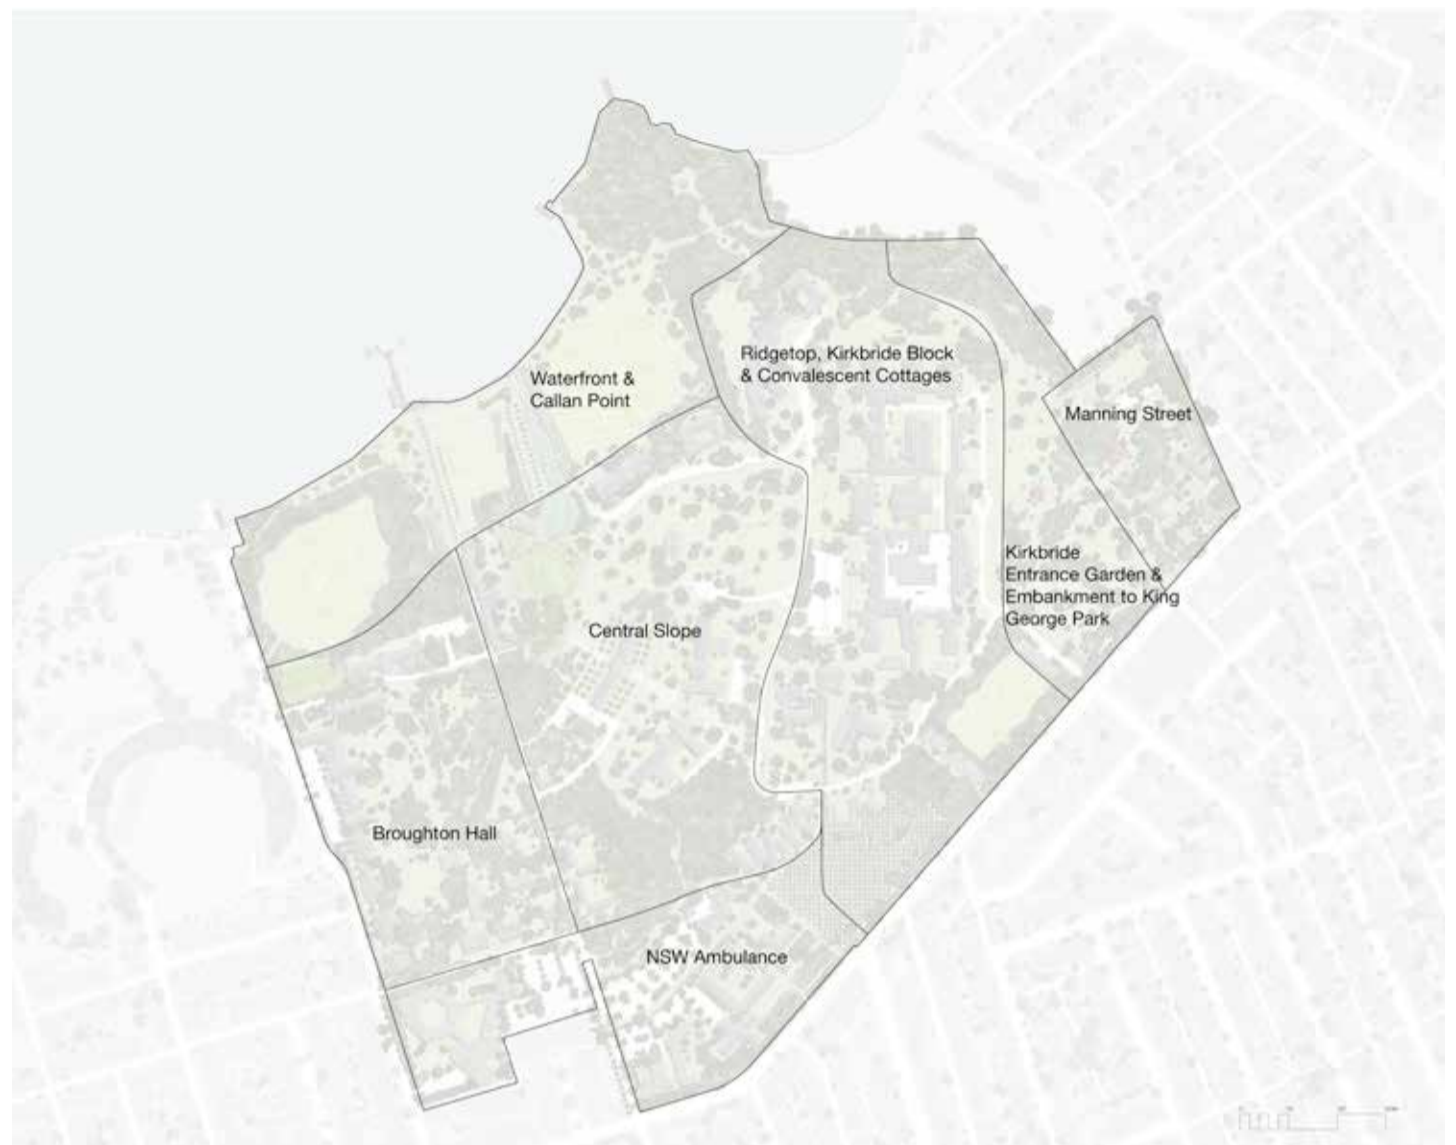 Waterfront &
Callan Point
Ridgetop, Kirkbride Block
& Convalescent Cottages
Manning Street
Kirkbride
Entrance Garden &
Embankment to King
George Park
Central Slope
Broughton Hall
NSW Ambulance